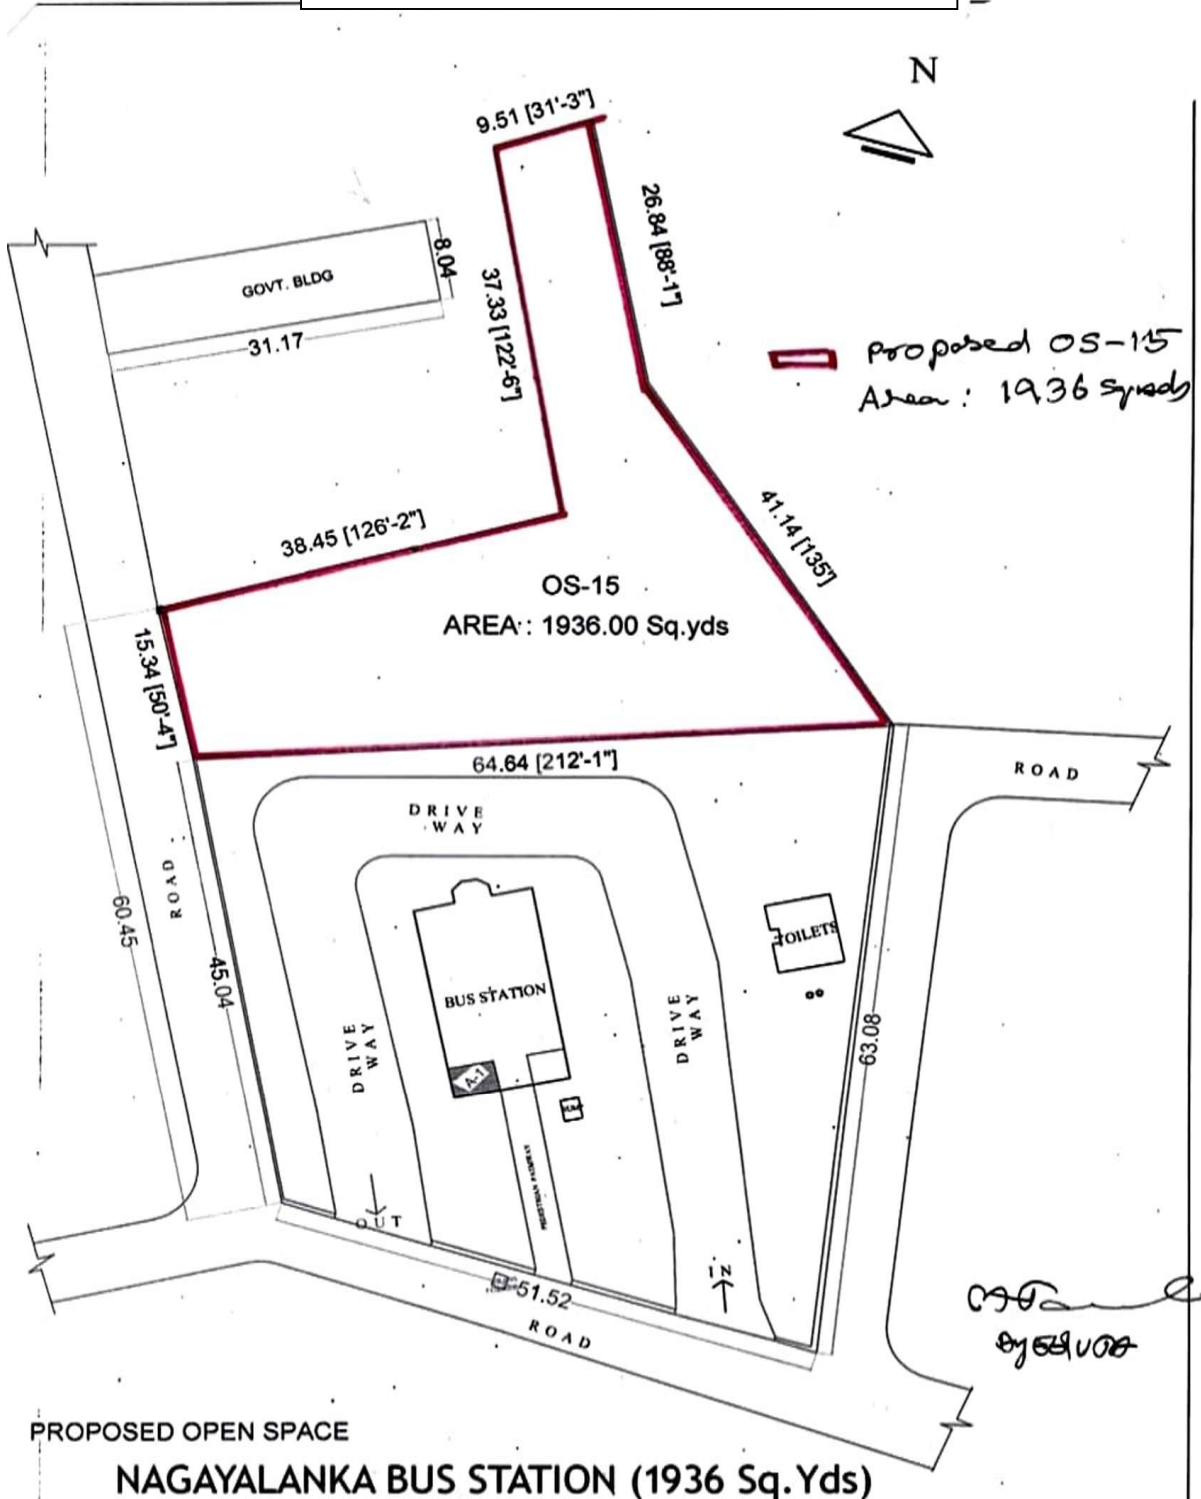 N
9.51 [31'-3"]
26.84 [88'-1"]
8.04
GOVT. BLDG
37.33 [122'-6"]
31.17
Proposed OS-15
Area: 1936 Sqyads
41.14 [135']
38.45 [126'-2"]
OS-15
AREA : 1936.00 Sq.yds
15.34 [50'-4"]
64.64 [212'-1"]
ROAD
DRIVE
WAY
ROAD
60.45
TOILETS
45.04
BUS STATION
DRIVE
WAY
DRIVE
WAY
63.08
A-1
PEDESTRIAN PATHWAY
OUT
IN
51.52
ROAD
PROPOSED OPEN SPACE
NAGAYALANKA BUS STATION (1936 Sq.Yds)